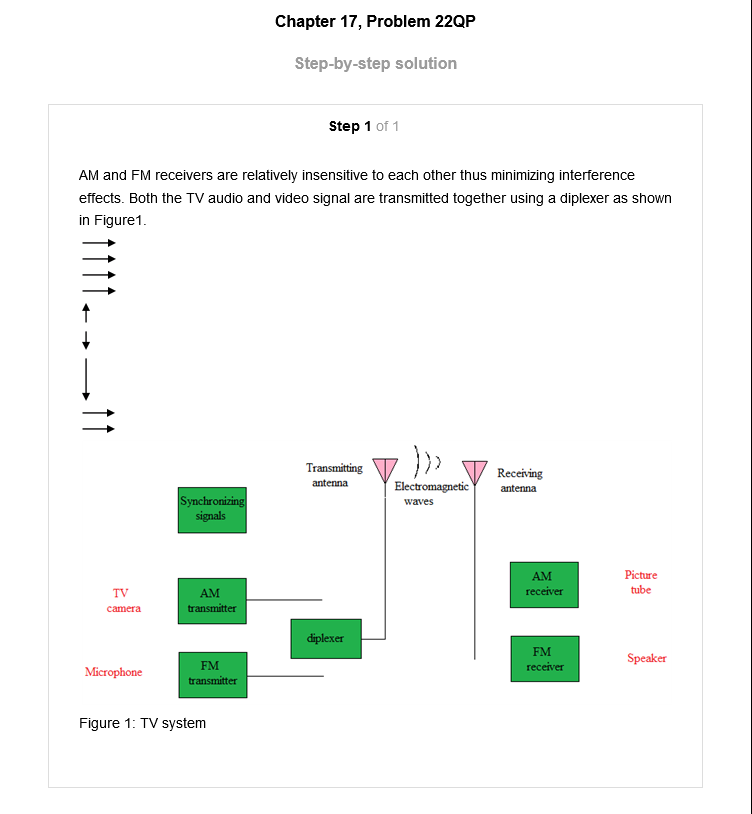 Chapter 17, Problem 22QP
Step-by-step solution
Step 1 of 1
AM and FM receivers are relatively insensitive to each other thus minimizing interference
effects. Both the TV audio and video signal are transmitted together using a diplexer as shown
in Figure1.
Transmitting
antenna
Electromagnetic
waves
Receiving
antenna
Synchronizing
signals
TV
camera
AM
transmitter
diplexer
AM
receiver
Picture
tube
Microphone
FM
transmitter
FM
receiver
Speaker
Figure 1: TV system